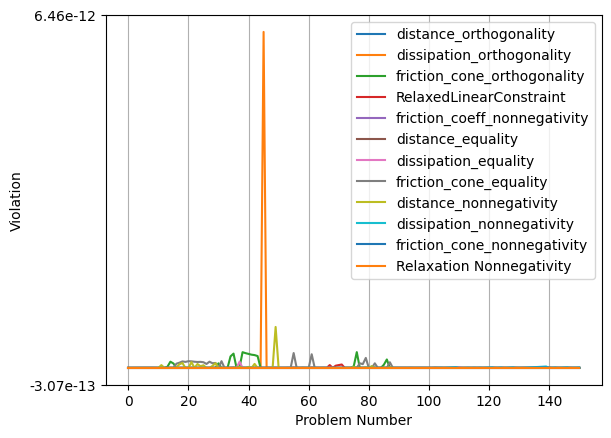 6.46e-12
distance_orthogonality
dissipation_orthogonality
friction_cone_orthogonality
RelaxedLinearConstraint
friction_coeff_nonnegativity
distance_equality
dissipation_equality
friction_cone_equality
distance_nonnegativity
dissipation_nonnegativity
friction_cone_nonnegativity
Relaxation Nonnegativity
Violation
-3.07e-13
0 20 40 60 80 100 120 140
Problem Number